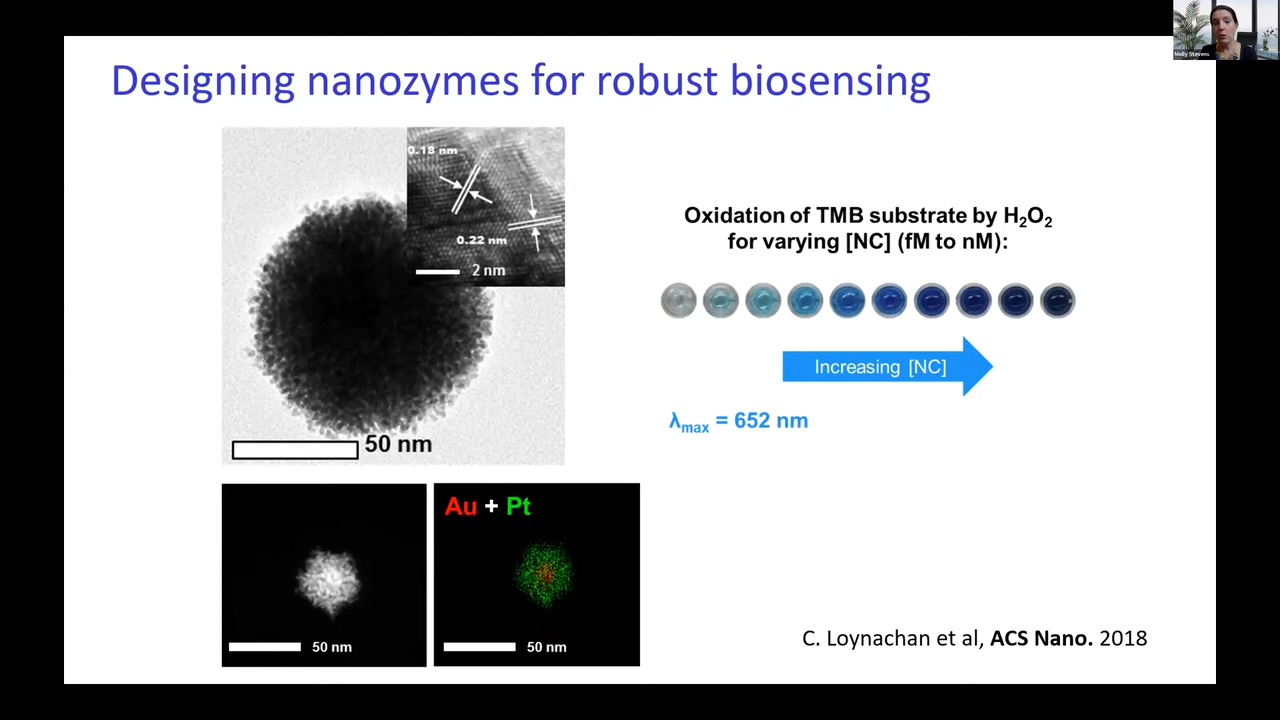 Molly Stevens
Designing nanozymes for robust biosensing
0.18 nm
0.22 nm
2 nm
50 nm
Oxidation of TMB substrate by H₂O₂
for varying [NC] (fM to nM):
Increasing [NC]
λmax = 652 nm
50 nm
Au + Pt
50 nm
C. Loynachan et al, ACS Nano. 2018